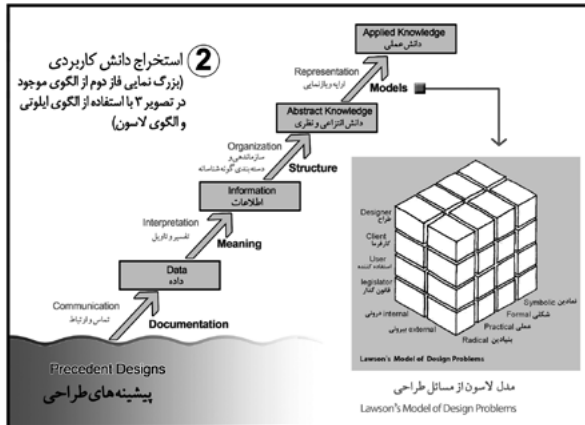 2 استخراج دانش کاربردی
(بزرگ نمایی فاز دوم از الگوی موجود
در تصویر ۳ با استفاده از الگوی ایلوتی
و الگوی لاسون)
Applied Knowledge
دانش عملی
Representation
ارایه و بازنمایی
Models
Abstract Knowledge
دانش انتزاعی و نظری
Organization
سازماندهی و
دسته بندی گونه شناسانه
Structure
Information
اطلاعات
Interpretation
تفسیر و تاویل
Meaning
Data
داده
Communication
تماس و ارتباط
Documentation
Precedent Designs
پیشینه‌های طراحی
Designer
طراح
Client
کارفرما
User
استفاده کننده
legislator
قانون گذار
درونی internal
بیرونی external
Symbolic نمادین
Formal شکلی
Practical عملی
Radical بنیادین
Lawson's Model of Design Problems
مدل لاسون از مسائل طراحی
Lawson's Model of Design Problems